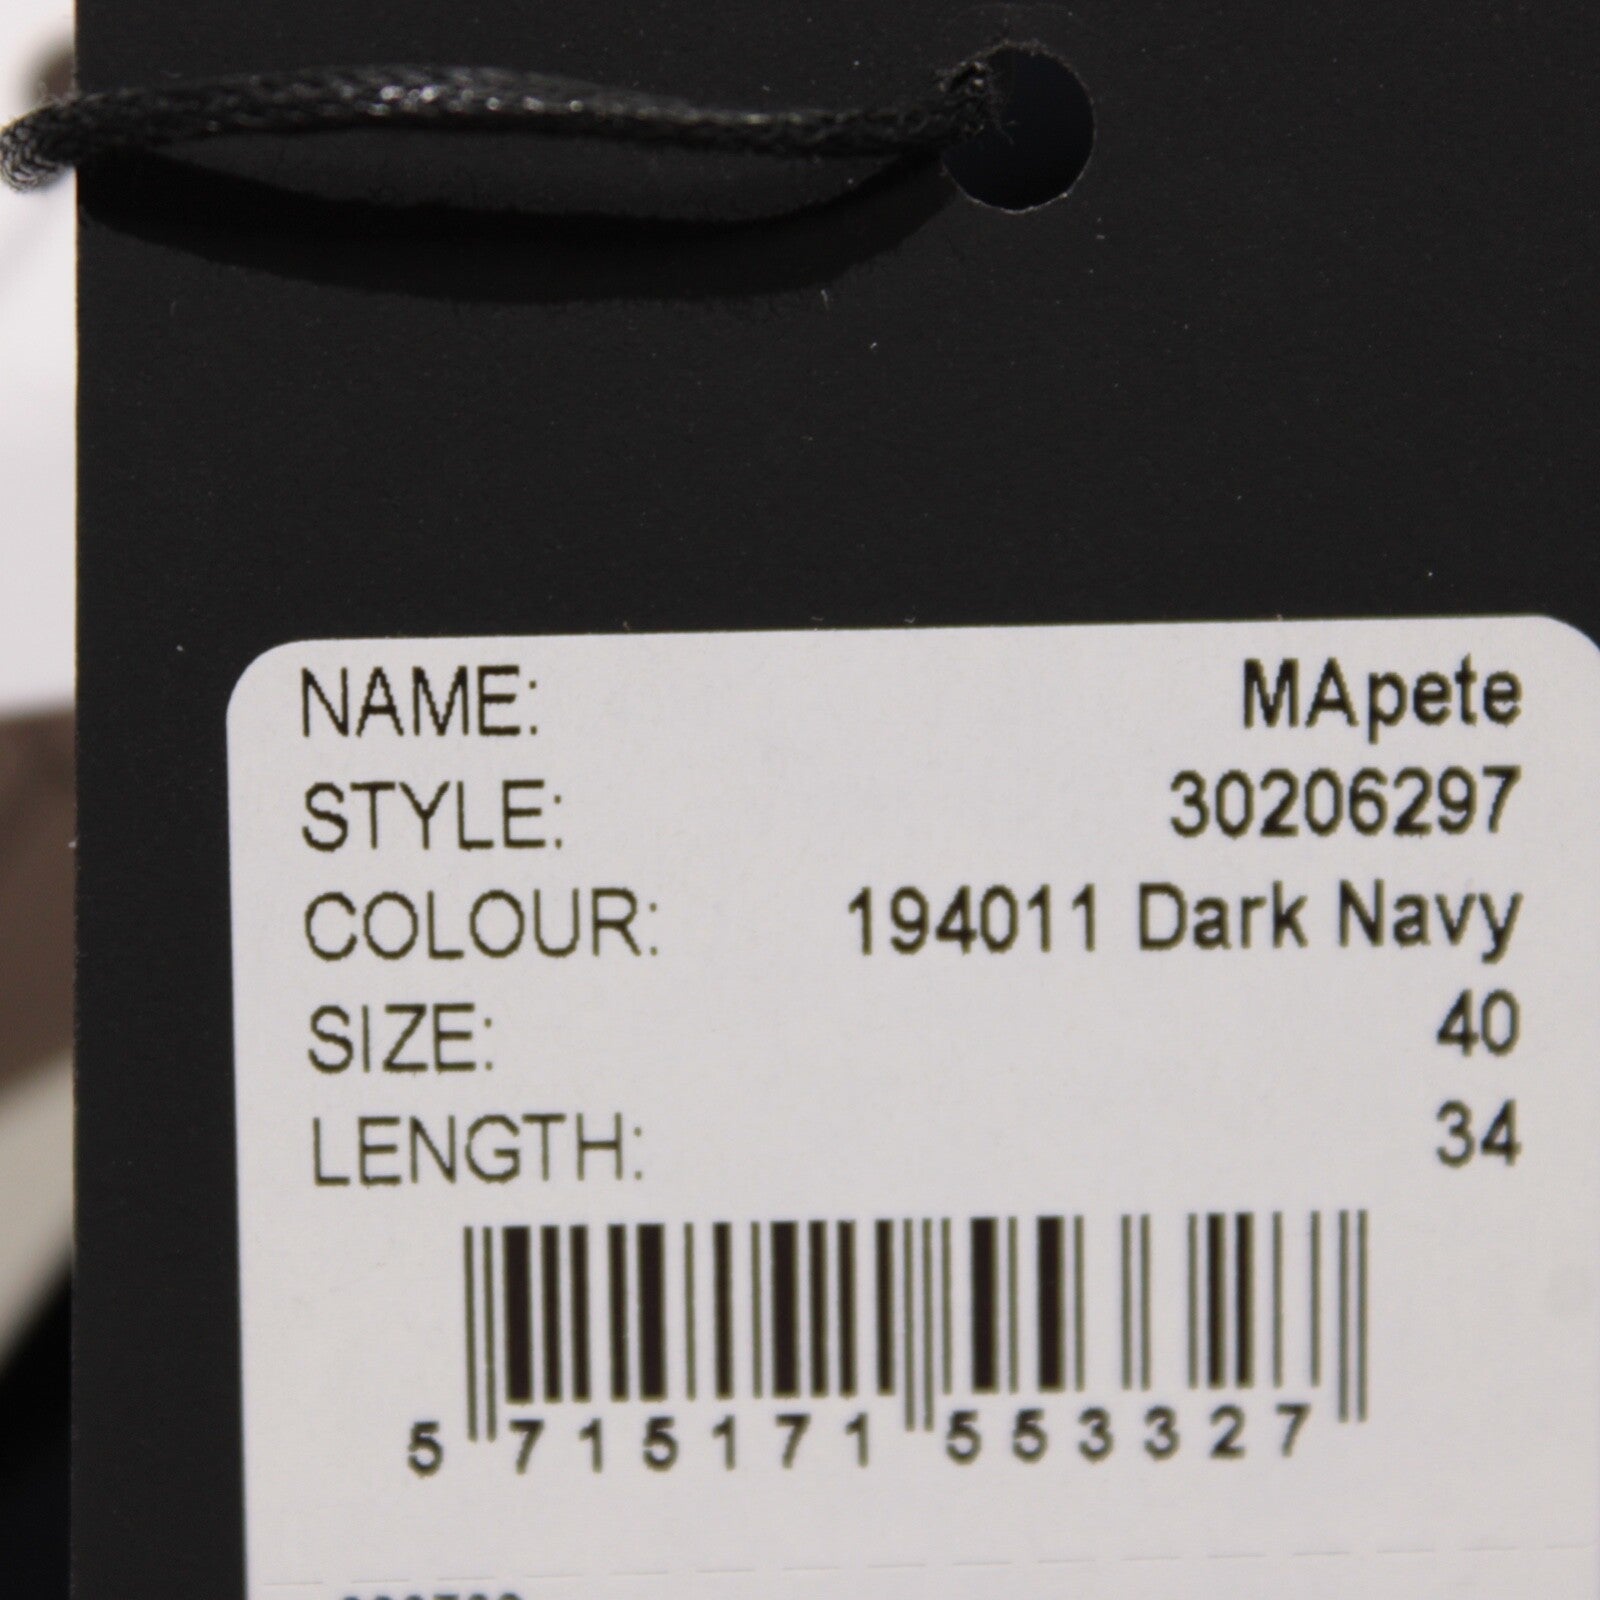 NAME: MApete
STYLE: 30206297
COLOUR: 194011 Dark Navy
SIZE: 40
LENGTH: 34
5 715171 553327